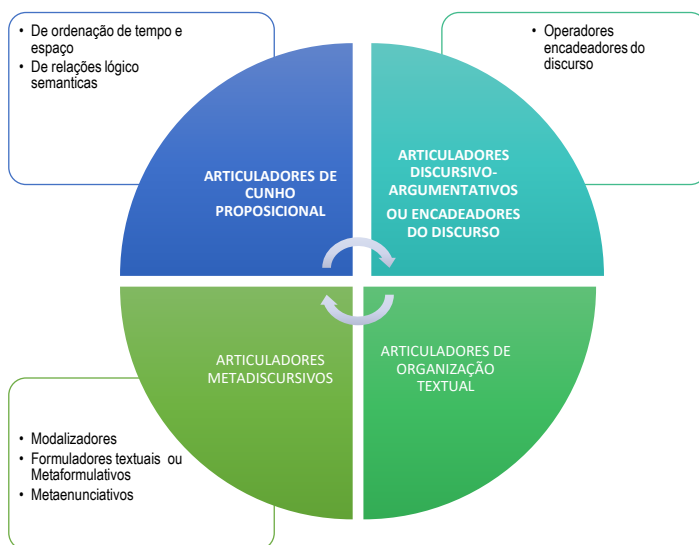 • De ordenação de tempo e
espaço
• De relações lógico
semanticas
• Operadores
encadeadores do
discurso
ARTICULADORES DE
CUNHO
PROPOSICIONAL
ARTICULADORES
DISCURSIVO-
ARGUMENTATIVOS
OU ENCADEADORES
DO DISCURSO
ARTICULADORES
METADISCURSIVOS
ARTICULADORES DE
ORGANIZAÇÃO
TEXTUAL
• Modalizadores
• Formuladores textuais ou
Metaformulativos
• Metaenunciativos